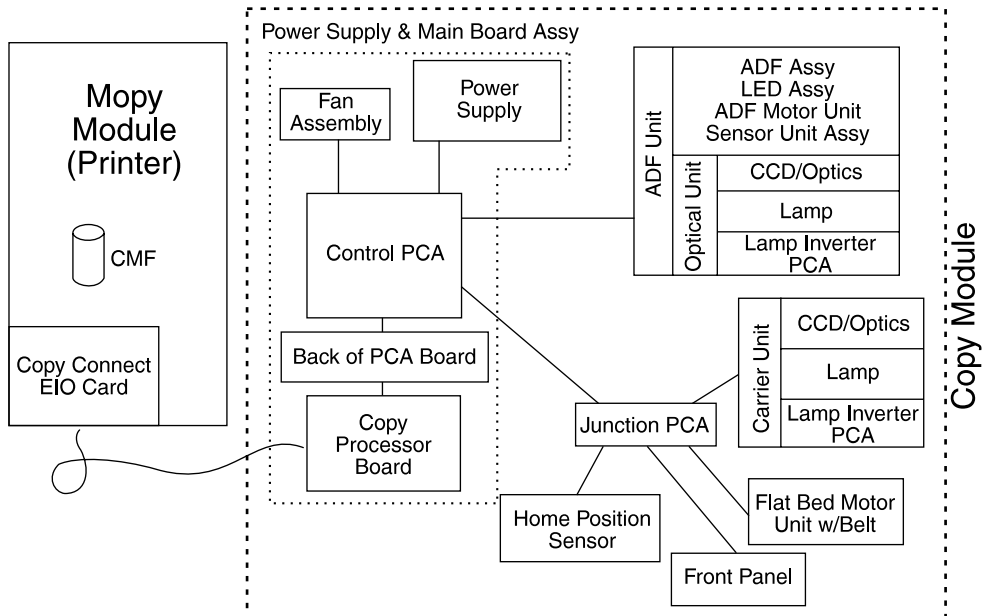 Mopy
Module
(Printer)
CMF
Copy Connect
EIO Card
Power Supply & Main Board Assy
Fan
Assembly
Power
Supply
Control PCA
Back of PCA Board
Copy
Processor
Board
ADF Unit
ADF Assy
LED Assy
ADF Motor Unit
Sensor Unit Assy
Optical Unit
CCD/Optics
Lamp
Lamp Inverter
PCA
Carrier Unit
CCD/Optics
Lamp
Lamp Inverter
PCA
Junction PCA
Home Position
Sensor
Flat Bed Motor
Unit w/Belt
Front Panel
Copy Module